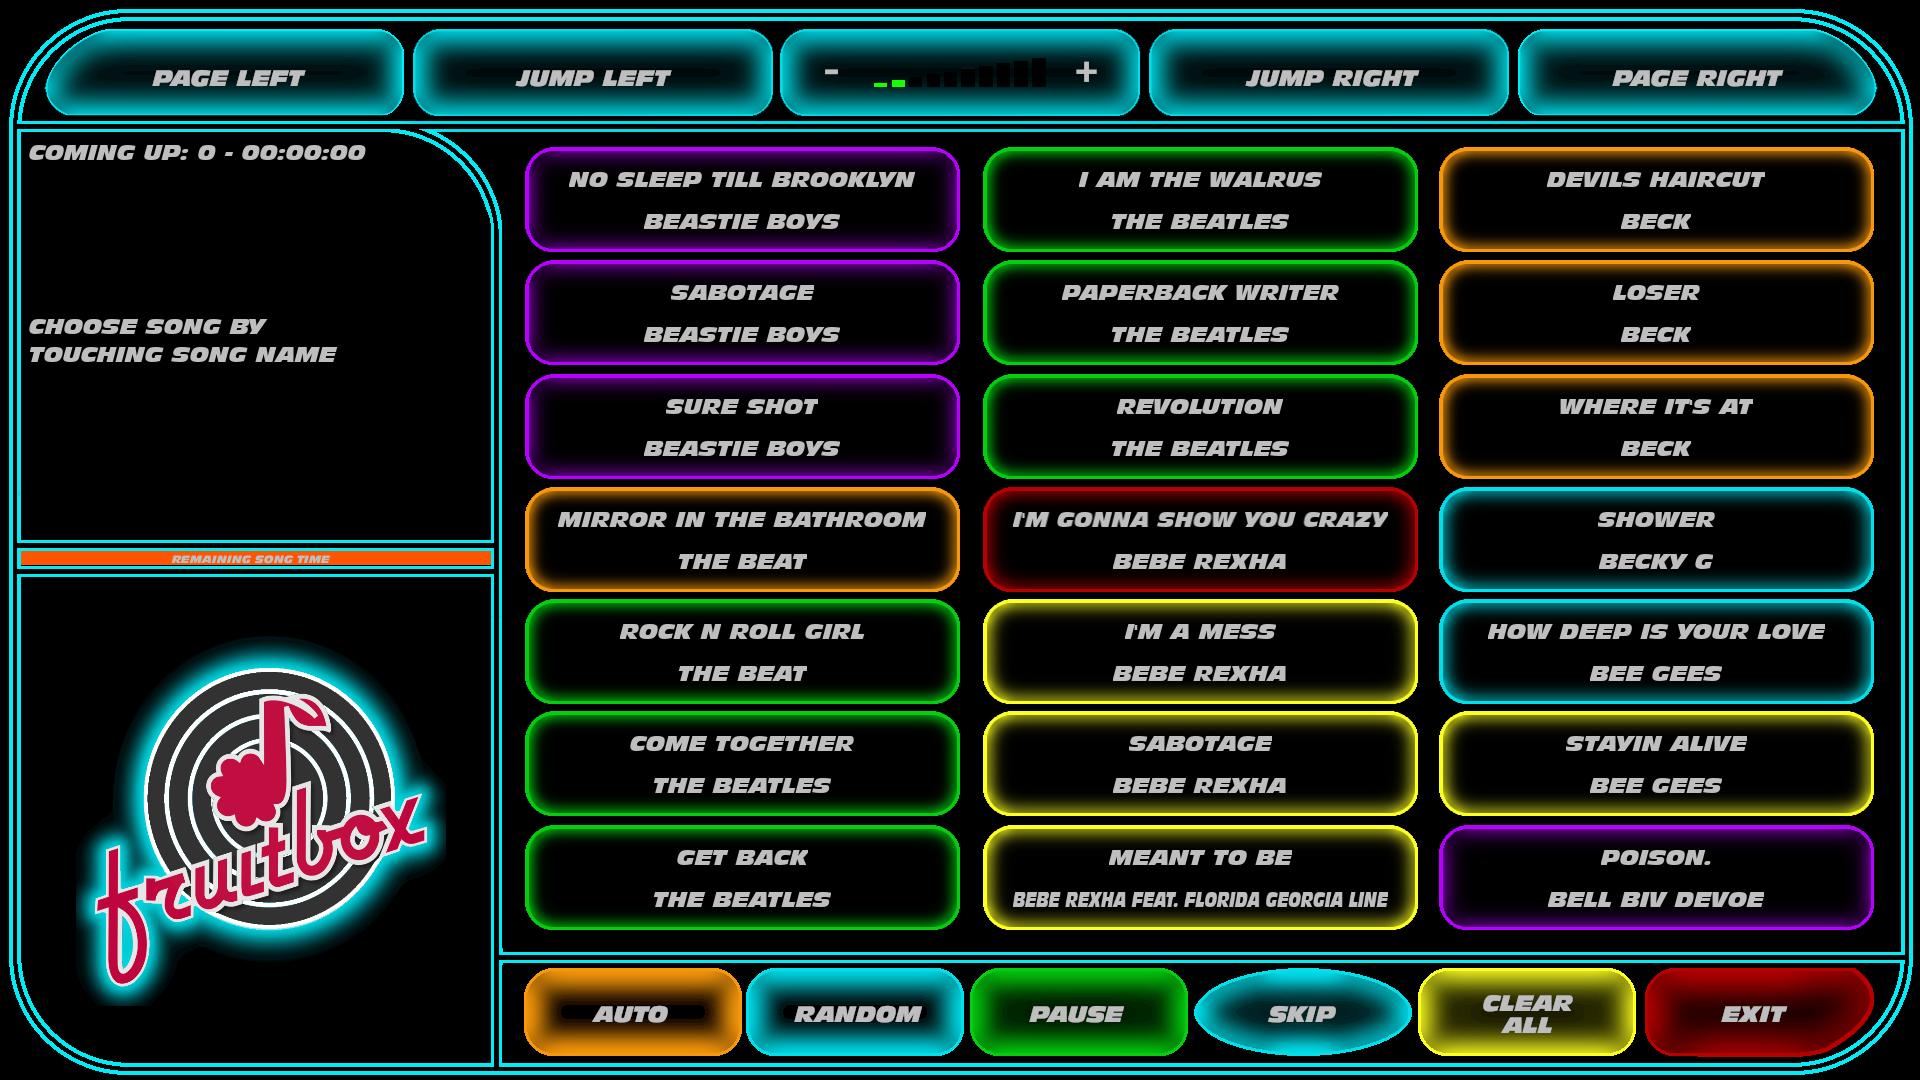 PAGE LEFT
JUMP LEFT
- +
JUMP RIGHT
PAGE RIGHT
COMING UP: 0 - 00:00:00
CHOOSE SONG BY
TOUCHING SONG NAME
REMAINING SONG TIME
fruitbox
NO SLEEP TILL BROOKLYN
BEASTIE BOYS
SABOTAGE
BEASTIE BOYS
SURE SHOT
BEASTIE BOYS
MIRROR IN THE BATHROOM
THE BEAT
ROCK N ROLL GIRL
THE BEAT
COME TOGETHER
THE BEATLES
GET BACK
THE BEATLES
I AM THE WALRUS
THE BEATLES
PAPERBACK WRITER
THE BEATLES
REVOLUTION
THE BEATLES
I'M GONNA SHOW YOU CRAZY
BEBE REXHA
I'M A MESS
BEBE REXHA
SABOTAGE
BEBE REXHA
MEANT TO BE
BEBE REXHA FEAT. FLORIDA GEORGIA LINE
DEVILS HAIRCUT
BECK
LOSER
BECK
WHERE IT'S AT
BECK
SHOWER
BECKY G
HOW DEEP IS YOUR LOVE
BEE GEES
STAYIN ALIVE
BEE GEES
POISON.
BELL BIV DEVOE
AUTO
RANDOM
PAUSE
SKIP
CLEAR
ALL
EXIT